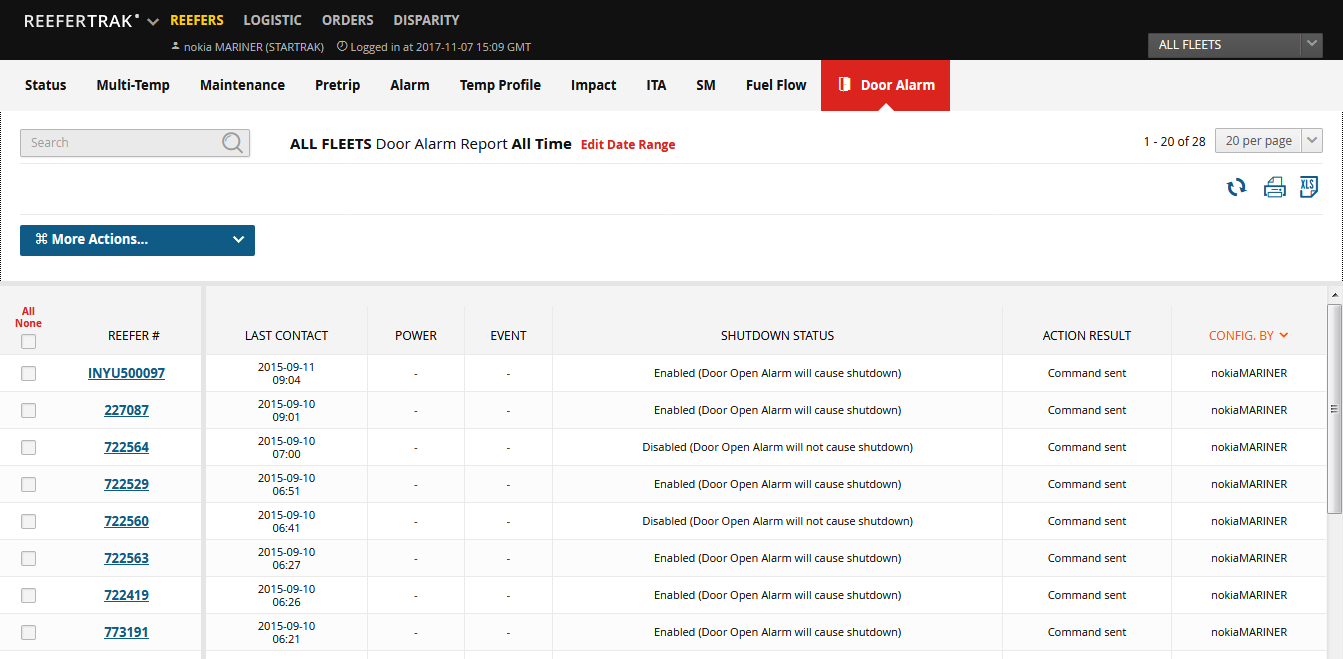 REEFERTRAK REEFERS LOGISTIC ORDERS DISPARITY
nokia MARINER (STARTRAK) Logged in at 2017-11-07 15:09 GMT
ALL FLEETS
Status Multi-Temp Maintenance Pretrip Alarm Temp Profile Impact ITA SM Fuel Flow Door Alarm
Search
ALL FLEETS Door Alarm Report All Time Edit Date Range
1 - 20 of 28 20 per page
XLS
⌘ More Actions...
All
None
REEFER # LAST CONTACT POWER EVENT SHUTDOWN STATUS ACTION RESULT CONFIG. BY
INYU500097 2015-09-11 09:04 - - Enabled (Door Open Alarm will cause shutdown) Command sent nokiaMARINER
227087 2015-09-10 09:01 - - Enabled (Door Open Alarm will cause shutdown) Command sent nokiaMARINER
722564 2015-09-10 07:00 - - Disabled (Door Open Alarm will not cause shutdown) Command sent nokiaMARINER
722529 2015-09-10 06:51 - - Enabled (Door Open Alarm will cause shutdown) Command sent nokiaMARINER
722560 2015-09-10 06:41 - - Disabled (Door Open Alarm will not cause shutdown) Command sent nokiaMARINER
722563 2015-09-10 06:27 - - Enabled (Door Open Alarm will cause shutdown) Command sent nokiaMARINER
722419 2015-09-10 06:26 - - Enabled (Door Open Alarm will cause shutdown) Command sent nokiaMARINER
773191 2015-09-10 06:21 - - Enabled (Door Open Alarm will cause shutdown) Command sent nokiaMARINER